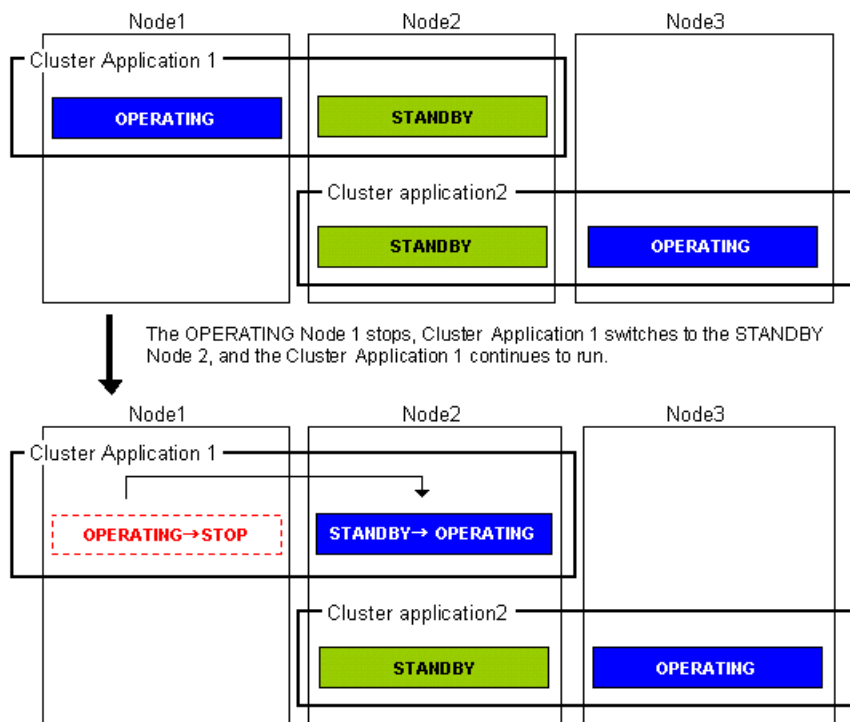 Node1 Node2 Node3
Cluster Application 1
OPERATING STANDBY
Cluster application2
STANDBY OPERATING
The OPERATING Node 1 stops, Cluster Application 1 switches to the STANDBY
Node 2, and the Cluster Application 1 continues to run.
Node1 Node2 Node3
Cluster Application 1
OPERATING→STOP STANDBY→ OPERATING
Cluster application2
STANDBY OPERATING